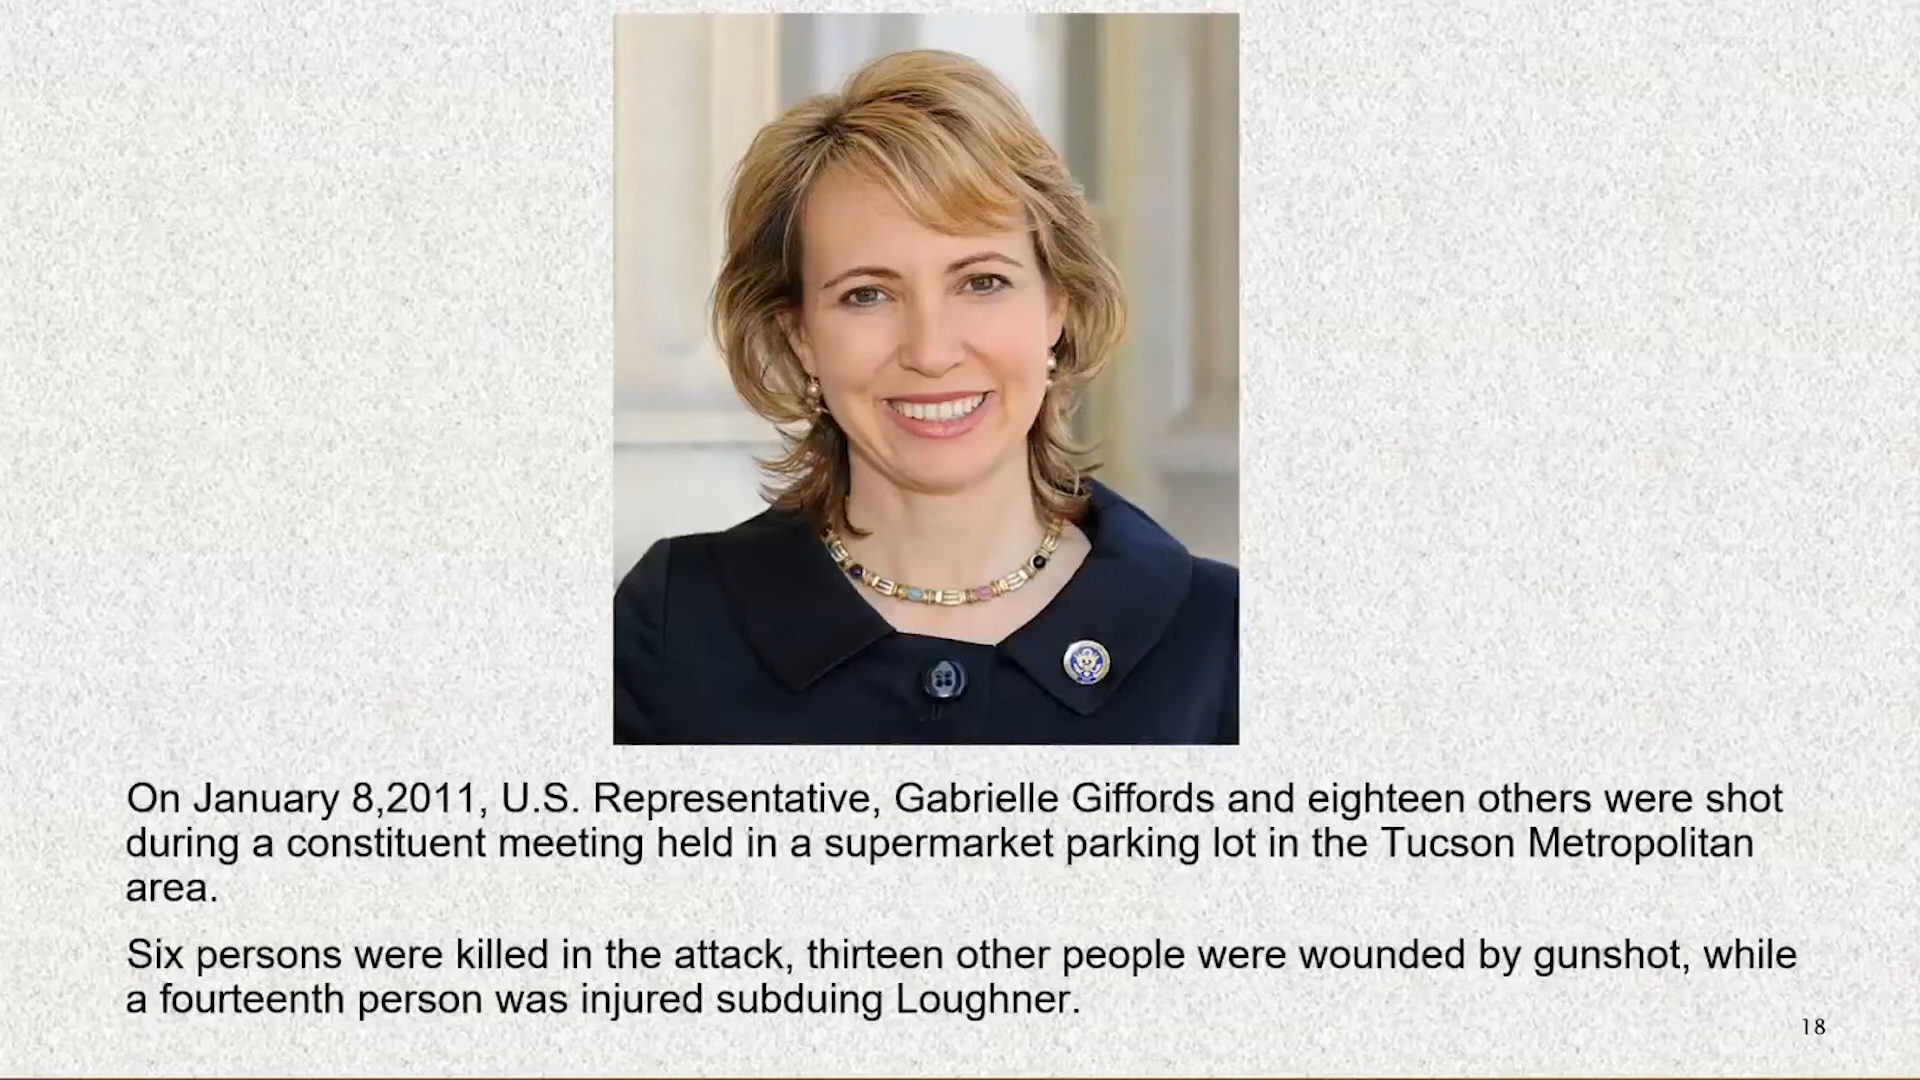 On January 8,2011, U.S. Representative, Gabrielle Giffords and eighteen others were shot
during a constituent meeting held in a supermarket parking lot in the Tucson Metropolitan
area.
Six persons were killed in the attack, thirteen other people were wounded by gunshot, while
a fourteenth person was injured subduing Loughner.
18